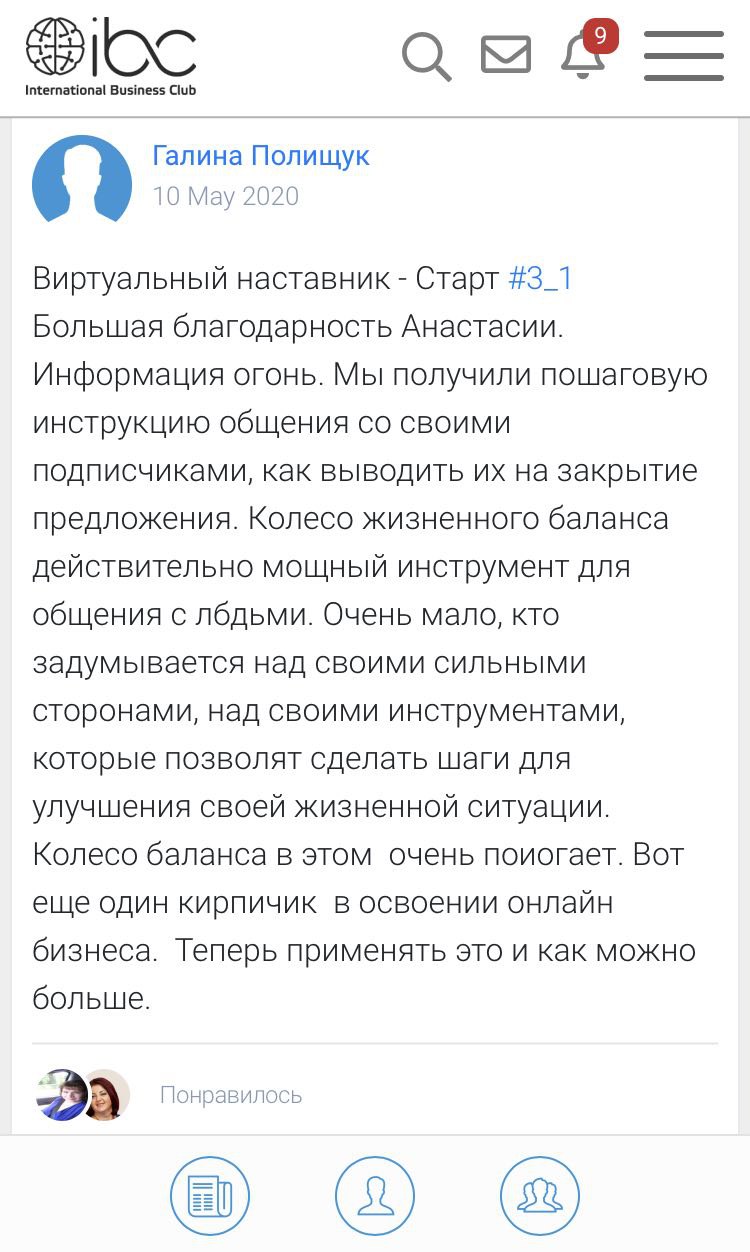 ibc
International Business Club
9
Галина Полищук
10 May 2020
Виртуальный наставник - Старт #3_1
Большая благодарность Анастасии.
Информация огонь. Мы получили пошаговую
инструкцию общения со своими
подписчиками, как выводить их на закрытие
предложения. Колесо жизненного баланса
действительно мощный инструмент для
общения с лбдьми. Очень мало, кто
задумывается над своими сильными
сторонами, над своими инструментами,
которые позволят сделать шаги для
улучшения своей жизненной ситуации.
Колесо баланса в этом  очень поиогает. Вот
еще один кирпичик  в освоении онлайн
бизнеса.  Теперь применять это и как можно
больше.
Понравилось